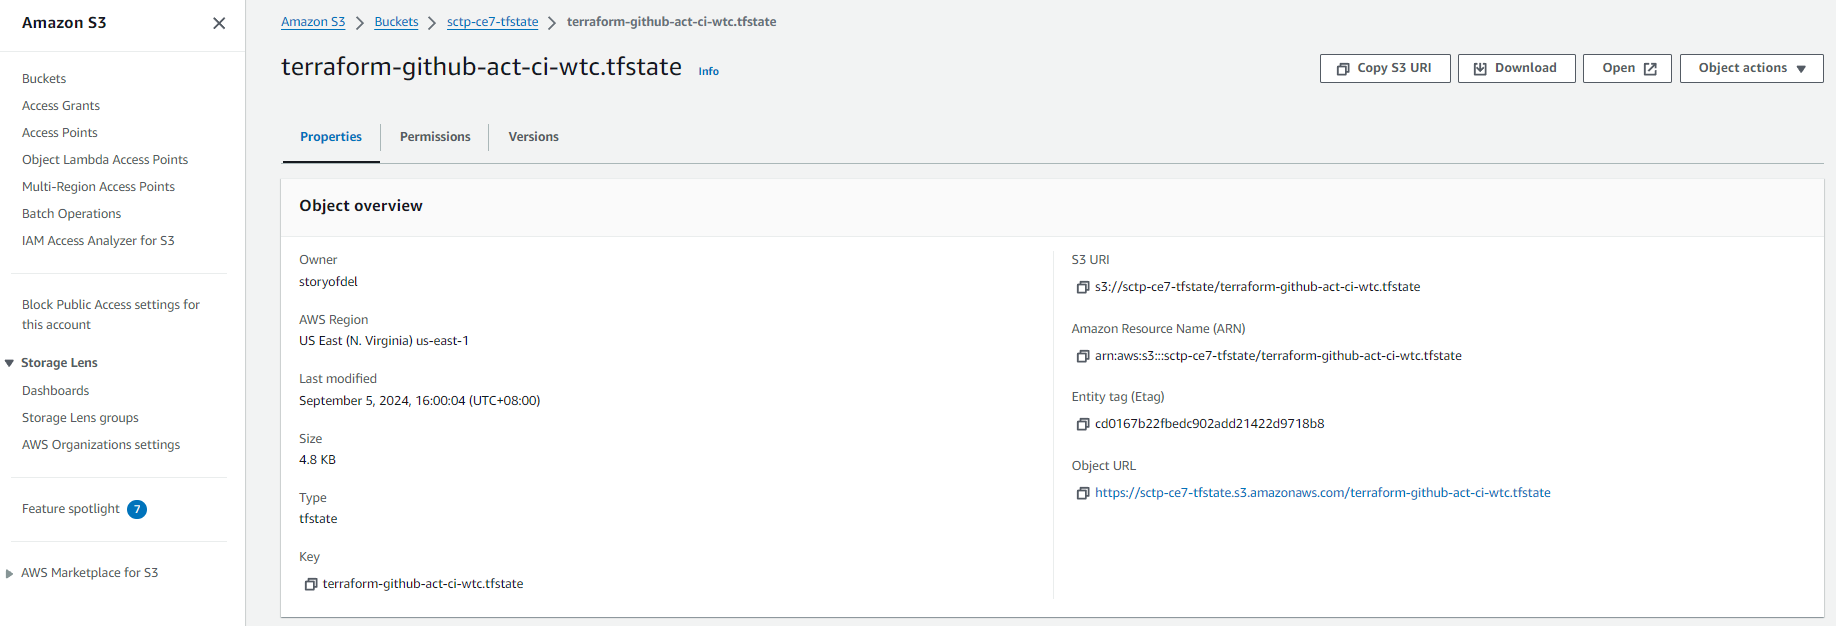 Amazon S3
Buckets
Access Grants
Access Points
Object Lambda Access Points
Multi-Region Access Points
Batch Operations
IAM Access Analyzer for S3
Block Public Access settings for
this account
Storage Lens
Dashboards
Storage Lens groups
AWS Organizations settings
Feature spotlight 7
AWS Marketplace for S3
Amazon S3 Buckets sctp-ce7-tfstate terraform-github-act-ci-wtc.tfstate
terraform-github-act-ci-wtc.tfstate Info
Copy S3 URI Download Open Object actions
Properties Permissions Versions
Object overview
Owner
storyofdel
AWS Region
US East (N. Virginia) us-east-1
Last modified
September 5, 2024, 16:00:04 (UTC+08:00)
Size
4.8 KB
Type
tfstate
Key
terraform-github-act-ci-wtc.tfstate
S3 URI
s3://sctp-ce7-tfstate/terraform-github-act-ci-wtc.tfstate
Amazon Resource Name (ARN)
arn:aws:s3:::sctp-ce7-tfstate/terraform-github-act-ci-wtc.tfstate
Entity tag (Etag)
cd0167b22fbedc902add21422d9718b8
Object URL
https://sctp-ce7-tfstate.s3.amazonaws.com/terraform-github-act-ci-wtc.tfstate